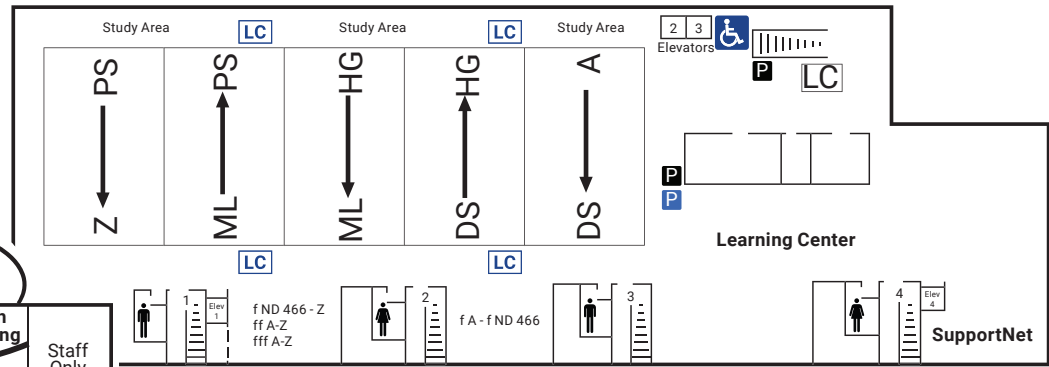 Study Area
LC
Study Area
LC
Study Area
2 3
Elevators
P
LC
PS
PS
HG
HG
A
Z
ML
ML
DS
DS
P
P
Learning Center
LC
LC
1
Elev
1
f ND 466 - Z
ff A-Z
fff A-Z
2
f A - f ND 466
3
4
Elev
4
SupportNet
Staff
Only